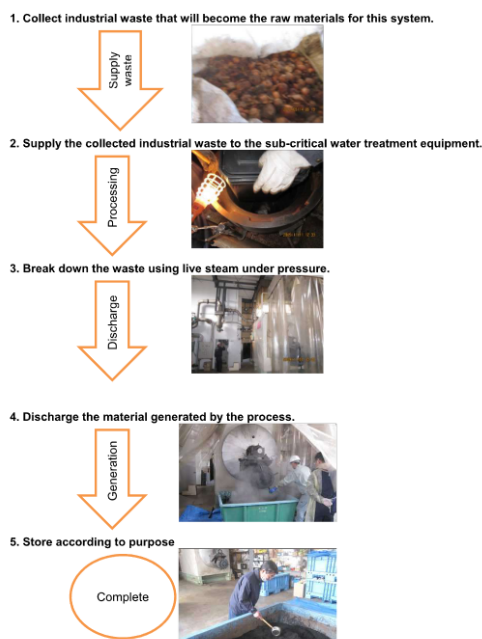 1. Collect industrial waste that will become the raw materials for this system.
Supply
waste
2. Supply the collected industrial waste to the sub-critical water treatment equipment.
Processing
3. Break down the waste using live steam under pressure.
Discharge
4. Discharge the material generated by the process.
Generation
5. Store according to purpose
Complete